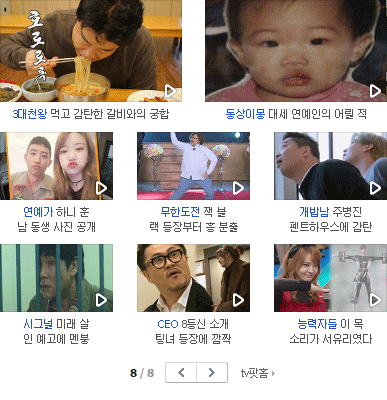 호로로록
3대천왕 먹고 감탄한 갈비와의 궁합
동상이몽 대세 연예인의 어릴 적
연예가 하니 훈
남 동생 사진 공개
무한도전 잭 블
랙 등장부터 흥 분출
개밥남 주병진
펜트하우스에 감탄
시그널 미래 살
인 예고에 멘붕
CEO 8등신 소개
팅녀 등장에 깜짝
능력자들 이 목
소리가 서유리였다
8 / 8
tv팟홈